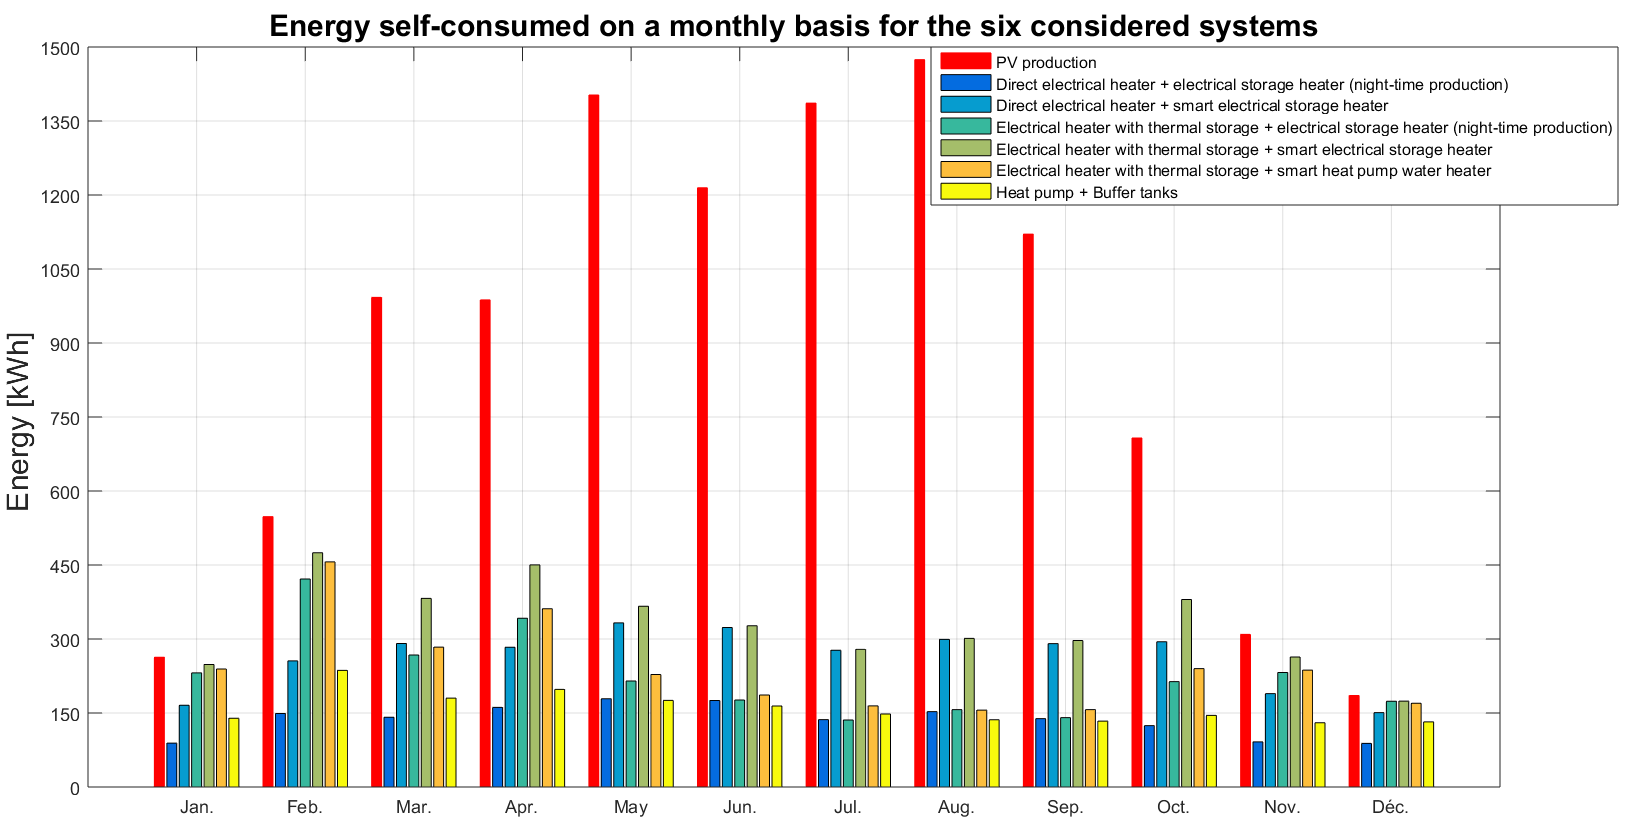 Energy self-consumed on a monthly basis for the six considered systems
PV production
Direct electrical heater + electrical storage heater (night-time production)
Direct electrical heater + smart electrical storage heater
Electrical heater with thermal storage + electrical storage heater (night-time production)
Electrical heater with thermal storage + smart electrical storage heater
Electrical heater with thermal storage + smart heat pump water heater
Heat pump + Buffer tanks
Energy [kWh]
1500
1350
1200
1050
900
750
600
450
300
150
0
Jan. Feb. Mar. Apr. May Jun. Jul. Aug. Sep. Oct. Nov. Déc.